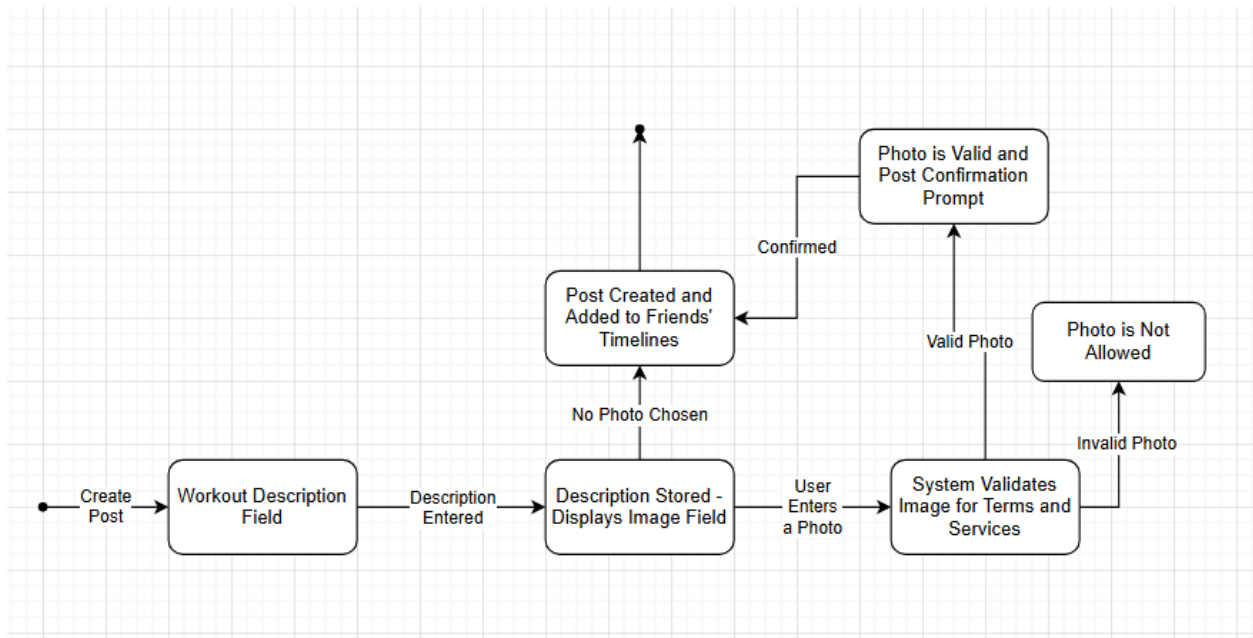 Photo is Valid and
Post Confirmation
Prompt
Confirmed
Post Created and
Added to Friends'
Timelines
Valid Photo
Photo is Not
Allowed
No Photo Chosen
Invalid Photo
Create
Post
Workout Description
Field
Description
Entered
Description Stored -
Displays Image Field
User
Enters
a Photo
System Validates
Image for Terms and
Services